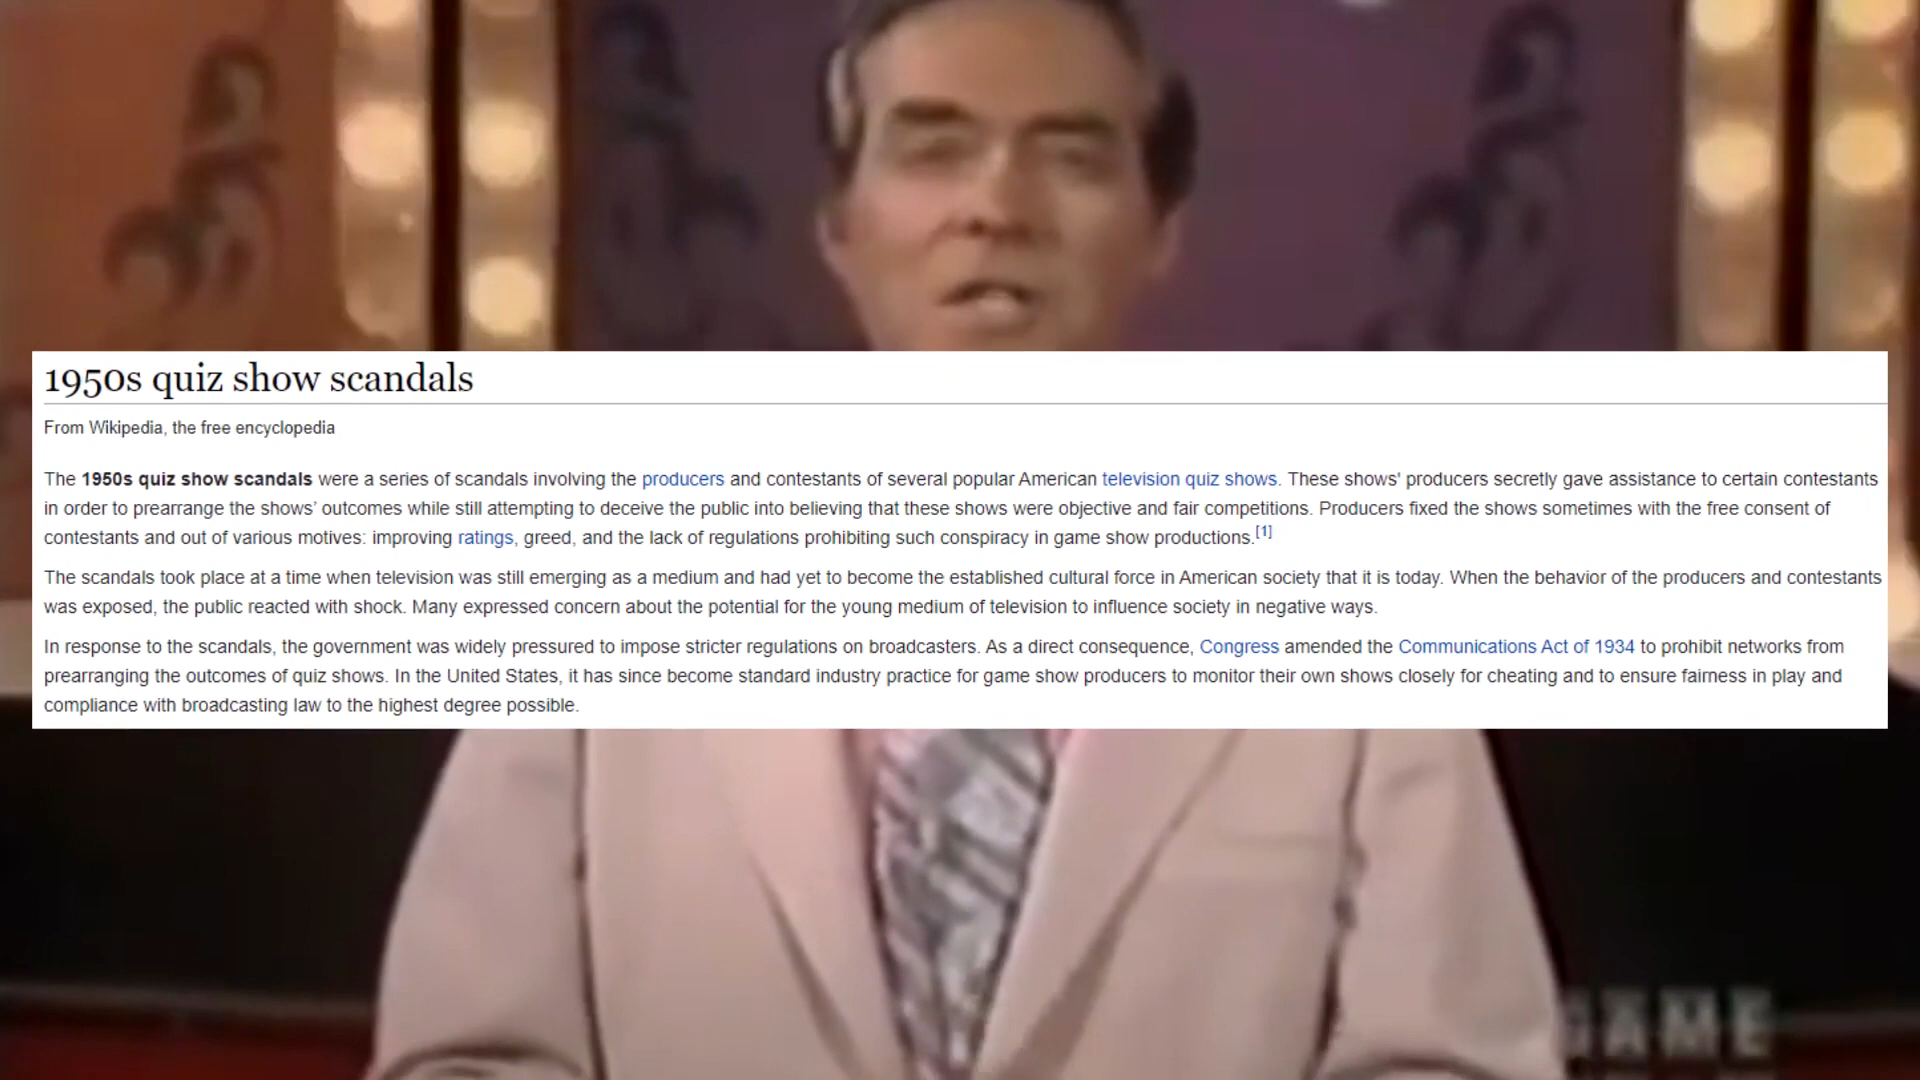 1950s quiz show scandals
From Wikipedia, the free encyclopedia
The 1950s quiz show scandals were a series of scandals involving the producers and contestants of several popular American television quiz shows. These shows' producers secretly gave assistance to certain contestants
in order to prearrange the shows’ outcomes while still attempting to deceive the public into believing that these shows were objective and fair competitions. Producers fixed the shows sometimes with the free consent of
contestants and out of various motives: improving ratings, greed, and the lack of regulations prohibiting such conspiracy in game show productions.[1]
The scandals took place at a time when television was still emerging as a medium and had yet to become the established cultural force in American society that it is today. When the behavior of the producers and contestants
was exposed, the public reacted with shock. Many expressed concern about the potential for the young medium of television to influence society in negative ways.
In response to the scandals, the government was widely pressured to impose stricter regulations on broadcasters. As a direct consequence, Congress amended the Communications Act of 1934 to prohibit networks from
prearranging the outcomes of quiz shows. In the United States, it has since become standard industry practice for game show producers to monitor their own shows closely for cheating and to ensure fairness in play and
compliance with broadcasting law to the highest degree possible.
GAME